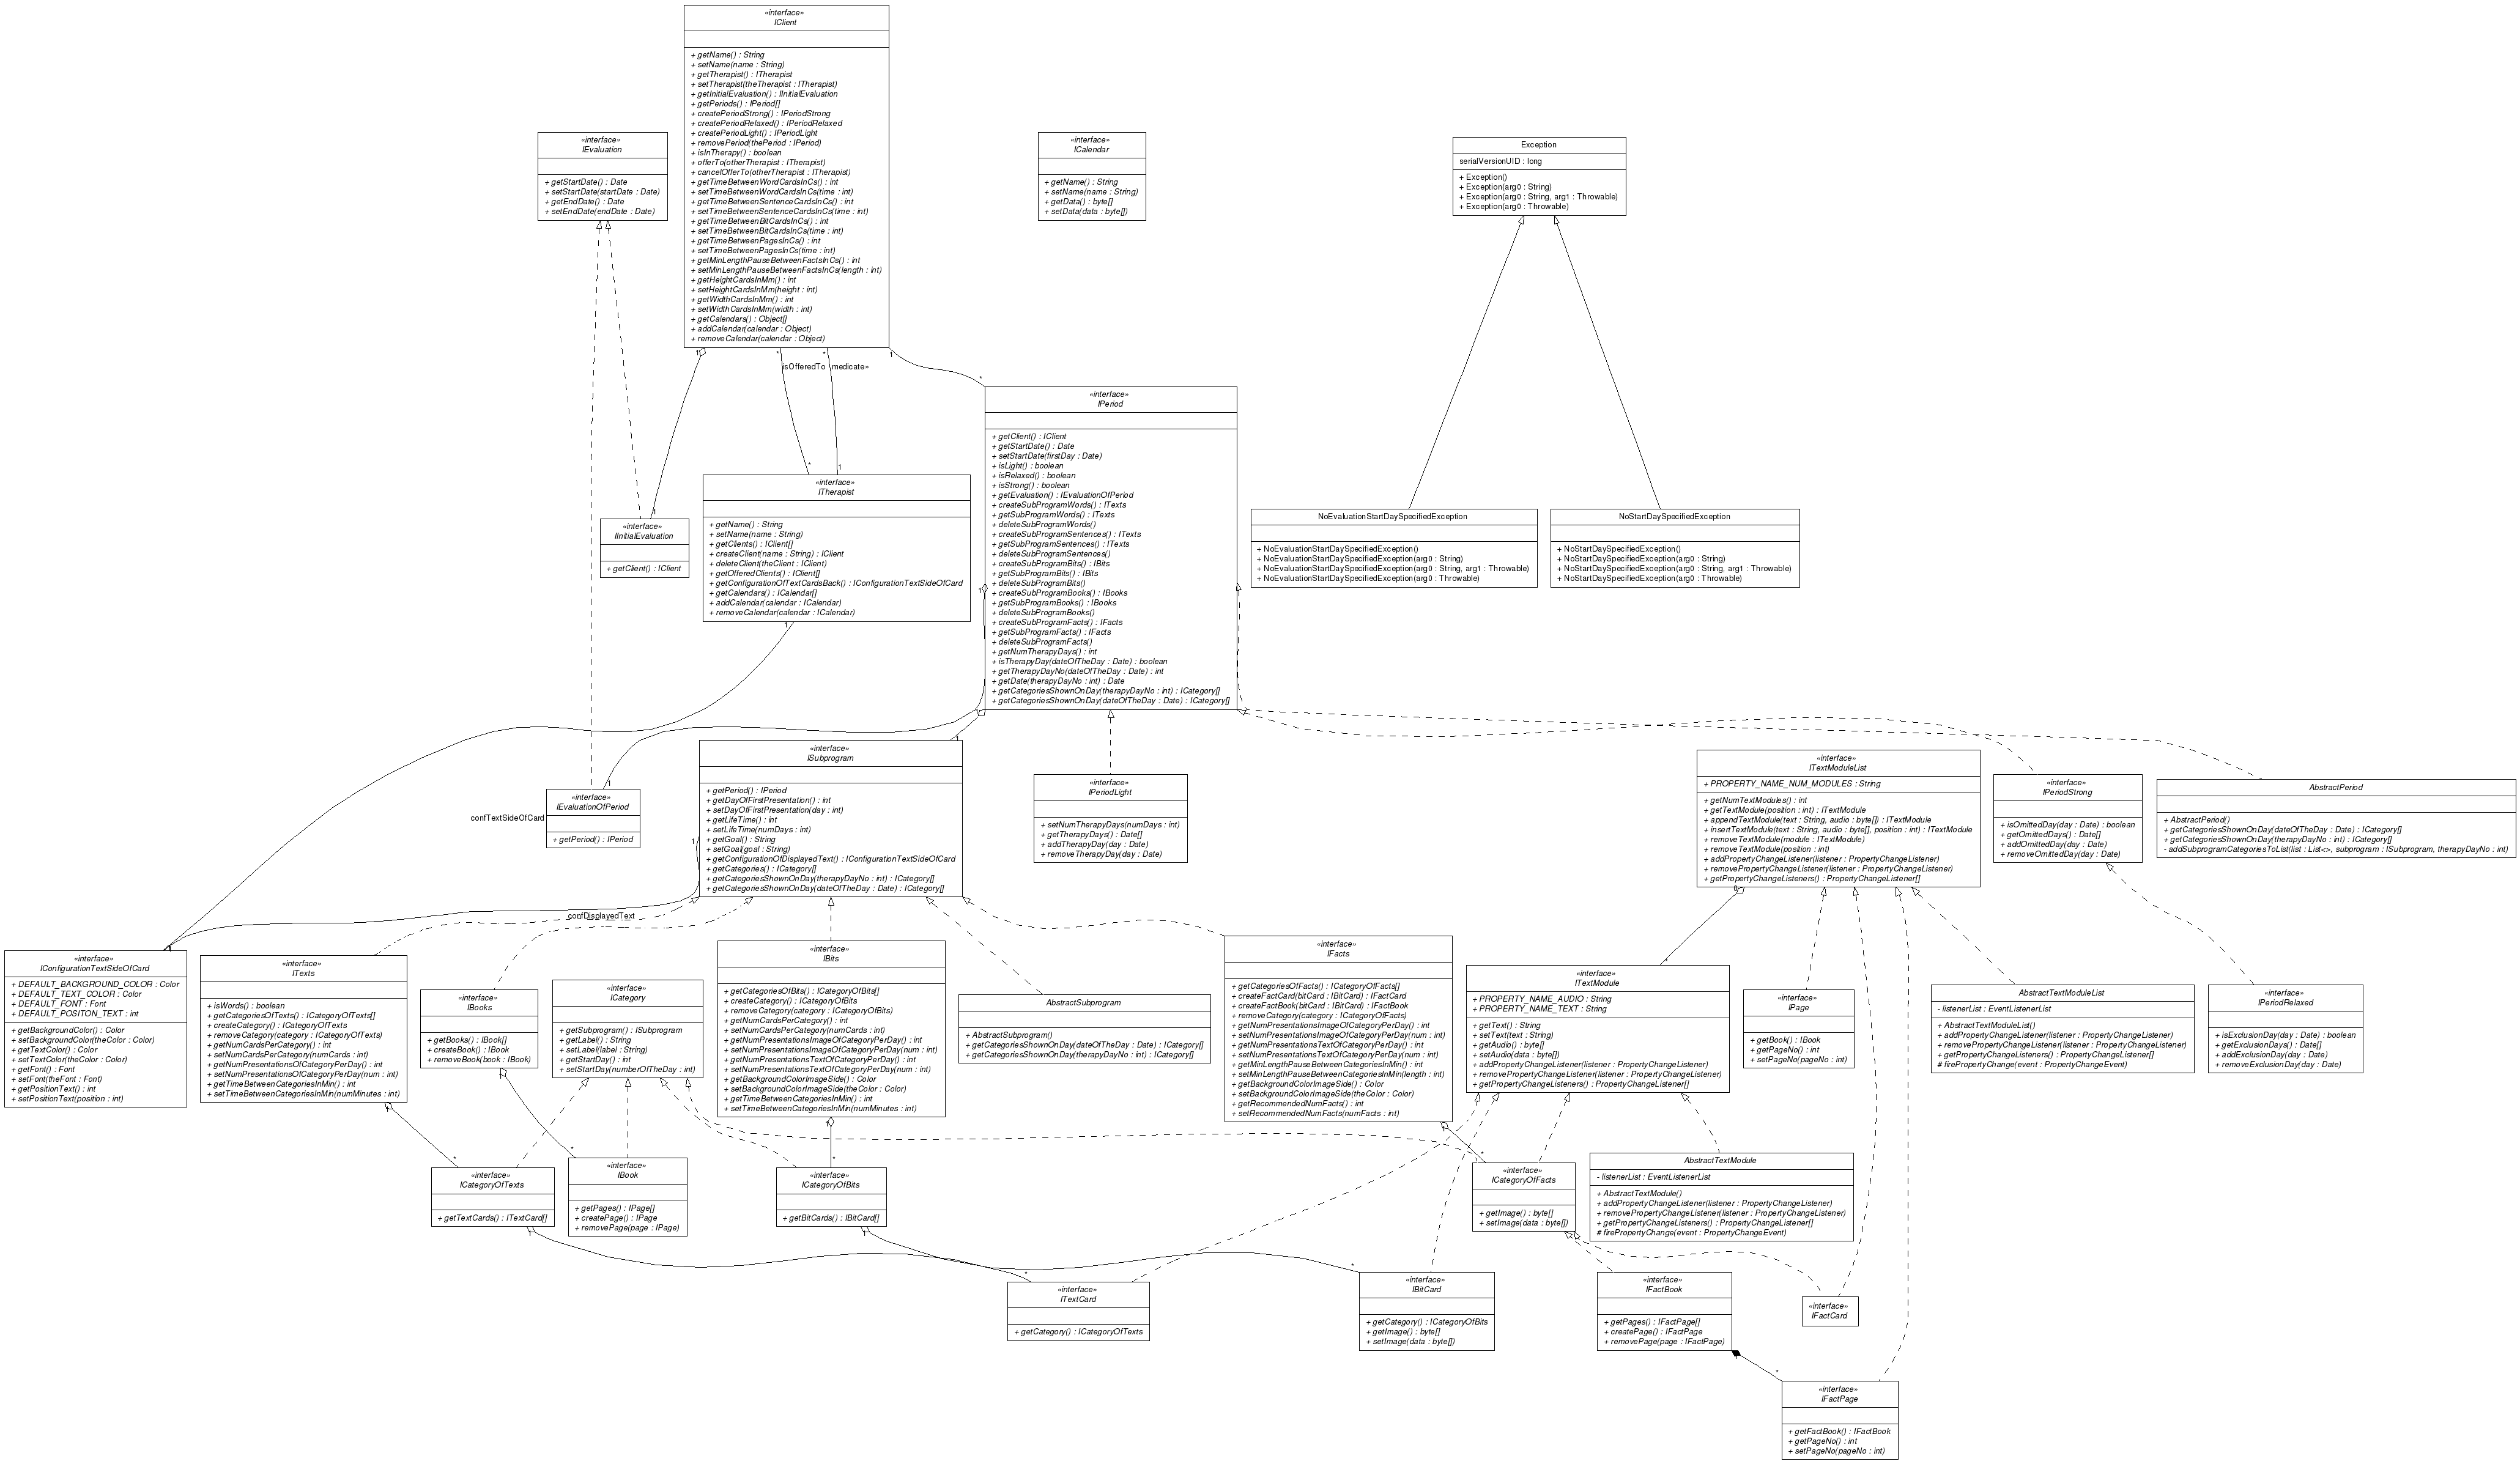 «interface»
IClient
+ getName() : String
+ setName(name : String)
+ getTherapist() : ITherapist
+ setTherapist(theTherapist : ITherapist)
+ getInitialEvaluation() : IInitialEvaluation
+ getPeriods() : IPeriod[]
+ createPeriodStrong() : IPeriodStrong
+ createPeriodRelaxed() : IPeriodRelaxed
+ createPeriodLight() : IPeriodLight
+ removePeriod(thePeriod : IPeriod)
+ isInTherapy() : boolean
+ offerTo(otherTherapist : ITherapist)
+ cancelOfferTo(otherTherapist : ITherapist)
+ getTimeBetweenWordCardsInCs() : int
+ setTimeBetweenWordCardsInCs(time : int)
+ getTimeBetweenSentenceCardsInCs() : int
+ setTimeBetweenSentenceCardsInCs(time : int)
+ getTimeBetweenBitCardsInCs() : int
+ setTimeBetweenBitCardsInCs(time : int)
+ getTimeBetweenPagesInCs() : int
+ setTimeBetweenPagesInCs(time : int)
+ getMinLengthPauseBetweenFactsInCs() : int
+ setMinLengthPauseBetweenFactsInCs(length : int)
+ getHeightCardsInMm() : int
+ setHeightCardsInMm(height : int)
+ getWidthCardsInMm() : int
+ setWidthCardsInMm(width : int)
+ getCalendars() : Object[]
+ addCalendar(calendar : Object)
+ removeCalendar(calendar : Object)
«interface»
IEvaluation
+ getStartDate() : Date
+ setStartDate(startDate : Date)
+ getEndDate() : Date
+ setEndDate(endDate : Date)
«interface»
ICalendar
+ getName() : String
+ setName(name : String)
+ getData() : byte[]
+ setData(data : byte[])
Exception
serialVersionUID : long
+ Exception()
+ Exception(arg0 : String)
+ Exception(arg0 : String, arg1 : Throwable)
+ Exception(arg0 : Throwable)
1
*
*
1
isOfferedTo
medicate»
*
«interface»
IPeriod
+ getClient() : IClient
+ getStartDate() : Date
+ setStartDate(firstDay : Date)
+ isLight() : boolean
+ isRelaxed() : boolean
+ isStrong() : boolean
+ getEvaluation() : IEvaluationOfPeriod
+ createSubProgramWords() : ITexts
+ getSubProgramWords() : ITexts
+ deleteSubProgramWords()
+ createSubProgramSentences() : ITexts
+ getSubProgramSentences() : ITexts
+ deleteSubProgramSentences()
+ createSubProgramBits() : IBits
+ getSubProgramBits() : IBits
+ deleteSubProgramBits()
+ createSubProgramBooks() : IBooks
+ getSubProgramBooks() : IBooks
+ deleteSubProgramBooks()
+ createSubProgramFacts() : IFacts
+ getSubProgramFacts() : IFacts
+ deleteSubProgramFacts()
+ getNumTherapyDays() : int
+ isTherapyDay(dateOfTheDay : Date) : boolean
+ getTherapyDayNo(dateOfTheDay : Date) : int
+ getDate(therapyDayNo : int) : Date
+ getCategoriesShownOnDay(therapyDayNo : int) : ICategory[]
+ getCategoriesShownOnDay(dateOfTheDay : Date) : ICategory[]
*
1
«interface»
ITherapist
+ getName() : String
+ setName(name : String)
+ getClients() : IClient[]
+ createClient(name : String) : IClient
+ deleteClient(theClient : IClient)
+ getOfferedClients() : IClient[]
+ getConfigurationOfTextCardsBack() : IConfigurationTextSideOfCard
+ getCalendars() : ICalendar[]
+ addCalendar(calendar : ICalendar)
+ removeCalendar(calendar : ICalendar)
1
1
«interface»
IInitialEvaluation
+ getClient() : IClient
NoEvaluationStartDaySpecifiedException
+ NoEvaluationStartDaySpecifiedException()
+ NoEvaluationStartDaySpecifiedException(arg0 : String)
+ NoEvaluationStartDaySpecifiedException(arg0 : String, arg1 : Throwable)
+ NoEvaluationStartDaySpecifiedException(arg0 : Throwable)
NoStartDaySpecifiedException
+ NoStartDaySpecifiedException()
+ NoStartDaySpecifiedException(arg0 : String)
+ NoStartDaySpecifiedException(arg0 : String, arg1 : Throwable)
+ NoStartDaySpecifiedException(arg0 : Throwable)
1
1
1
1
«interface»
ISubprogram
+ getPeriod() : IPeriod
+ getDayOfFirstPresentation() : int
+ setDayOfFirstPresentation(day : int)
+ getLifeTime() : int
+ setLifeTime(numDays : int)
+ getGoal() : String
+ setGoal(goal : String)
+ getConfigurationOfDisplayedText() : IConfigurationTextSideOfCard
+ getCategories() : ICategory[]
+ getCategoriesShownOnDay(therapyDayNo : int) : ICategory[]
+ getCategoriesShownOnDay(dateOfTheDay : Date) : ICategory[]
«interface»
IEvaluationOfPeriod
+ getPeriod() : IPeriod
confTextSideOfCard
«interface»
IPeriodLight
+ setNumTherapyDays(numDays : int)
+ getTherapyDays() : Date[]
+ addTherapyDay(day : Date)
+ removeTherapyDay(day : Date)
«interface»
ITextModuleList
+ PROPERTY_NAME_NUM_MODULES : String
+ getNumTextModules() : int
+ getTextModule(position : int) : ITextModule
+ appendTextModule(text : String, audio : byte[]) : ITextModule
+ insertTextModule(text : String, audio : byte[], position : int) : ITextModule
+ removeTextModule(module : ITextModule)
+ removeTextModule(position : int)
+ addPropertyChangeListener(listener : PropertyChangeListener)
+ removePropertyChangeListener(listener : PropertyChangeListener)
+ getPropertyChangeListeners() : PropertyChangeListener[]
«interface»
IPeriodStrong
+ isOmittedDay(day : Date) : boolean
+ getOmittedDays() : Date[]
+ addOmittedDay(day : Date)
+ removeOmittedDay(day : Date)
AbstractPeriod
+ AbstractPeriod()
+ getCategoriesShownOnDay(dateOfTheDay : Date) : ICategory[]
+ getCategoriesShownOnDay(therapyDayNo : int) : ICategory[]
- addSubprogramCategoriesToList(list : List<>, subprogram : ISubprogram, therapyDayNo : int)
1
confDisplayedText
«interface»
IConfigurationTextSideOfCard
+ DEFAULT_BACKGROUND_COLOR : Color
+ DEFAULT_TEXT_COLOR : Color
+ DEFAULT_FONT : Font
+ DEFAULT_POSITON_TEXT : int
+ getBackgroundColor() : Color
+ setBackgroundColor(theColor : Color)
+ getTextColor() : Color
+ setTextColor(theColor : Color)
+ getFont() : Font
+ setFont(theFont : Font)
+ getPositionText() : int
+ setPositionText(position : int)
«interface»
ITexts
+ isWords() : boolean
+ getCategoriesOfTexts() : ICategoryOfTexts[]
+ createCategory() : ICategoryOfTexts
+ removeCategory(category : ICategoryOfTexts)
+ getNumCardsPerCategory() : int
+ setNumCardsPerCategory(numCards : int)
+ getNumPresentationsOfCategoryPerDay() : int
+ setNumPresentationsOfCategoryPerDay(num : int)
+ getTimeBetweenCategoriesInMin() : int
+ setTimeBetweenCategoriesInMin(numMinutes : int)
«interface»
IBooks
+ getBooks() : IBook[]
+ createBook() : IBook
+ removeBook(book : IBook)
«interface»
ICategory
+ getSubprogram() : ISubprogram
+ getLabel() : String
+ setLabel(label : String)
+ getStartDay() : int
+ setStartDay(numberOfTheDay : int)
«interface»
IBits
+ getCategoriesOfBits() : ICategoryOfBits[]
+ createCategory() : ICategoryOfBits
+ removeCategory(category : ICategoryOfBits)
+ getNumCardsPerCategory() : int
+ setNumCardsPerCategory(numCards : int)
+ getNumPresentationsImageOfCategoryPerDay() : int
+ setNumPresentationsImageOfCategoryPerDay(num : int)
+ getNumPresentationsTextOfCategoryPerDay() : int
+ setNumPresentationsTextOfCategoryPerDay(num : int)
+ getBackgroundColorImageSide() : Color
+ setBackgroundColorImageSide(theColor : Color)
+ getTimeBetweenCategoriesInMin() : int
+ setTimeBetweenCategoriesInMin(numMinutes : int)
AbstractSubprogram
+ AbstractSubprogram()
+ getCategoriesShownOnDay(dateOfTheDay : Date) : ICategory[]
+ getCategoriesShownOnDay(therapyDayNo : int) : ICategory[]
«interface»
IFacts
+ getCategoriesOfFacts() : ICategoryOfFacts[]
+ createFactCard(bitCard : IBitCard) : IFactCard
+ createFactBook(bitCard : IBitCard) : IFactBook
+ removeCategory(category : ICategoryOfFacts)
+ getNumPresentationsImageOfCategoryPerDay() : int
+ setNumPresentationsImageOfCategoryPerDay(num : int)
+ getNumPresentationsTextOfCategoryPerDay() : int
+ setNumPresentationsTextOfCategoryPerDay(num : int)
+ getMinLengthPauseBetweenCategoriesInMin() : int
+ setMinLengthPauseBetweenCategoriesInMin(length : int)
+ getBackgroundColorImageSide() : Color
+ setBackgroundColorImageSide(theColor : Color)
+ getRecommendedNumFacts() : int
+ setRecommendedNumFacts(numFacts : int)
*
«interface»
ITextModule
+ PROPERTY_NAME_AUDIO : String
+ PROPERTY_NAME_TEXT : String
+ getText() : String
+ setText(text : String)
+ getAudio() : byte[]
+ setAudio(data : byte[])
+ addPropertyChangeListener(listener : PropertyChangeListener)
+ removePropertyChangeListener(listener : PropertyChangeListener)
+ getPropertyChangeListeners() : PropertyChangeListener[]
«interface»
IPage
+ getBook() : IBook
+ getPageNo() : int
+ setPageNo(pageNo : int)
AbstractTextModuleList
- listenerList : EventListenerList
+ AbstractTextModuleList()
+ addPropertyChangeListener(listener : PropertyChangeListener)
+ removePropertyChangeListener(listener : PropertyChangeListener)
+ getPropertyChangeListeners() : PropertyChangeListener[]
# firePropertyChange(event : PropertyChangeEvent)
«interface»
IPeriodRelaxed
+ isExclusionDay(day : Date) : boolean
+ getExclusionDays() : Date[]
+ addExclusionDay(day : Date)
+ removeExclusionDay(day : Date)
1
*
1
*
1
*
1
*
«interface»
ICategoryOfTexts
+ getTextCards() : ITextCard[]
«interface»
IBook
+ getPages() : IPage[]
+ createPage() : IPage
+ removePage(page : IPage)
«interface»
ICategoryOfBits
+ getBitCards() : IBitCard[]
«interface»
ICategoryOfFacts
+ getImage() : byte[]
+ setImage(data : byte[])
AbstractTextModule
- listenerList : EventListenerList
+ AbstractTextModule()
+ addPropertyChangeListener(listener : PropertyChangeListener)
+ removePropertyChangeListener(listener : PropertyChangeListener)
+ getPropertyChangeListeners() : PropertyChangeListener[]
# firePropertyChange(event : PropertyChangeEvent)
1
1
*
*
«interface»
ITextCard
+ getCategory() : ICategoryOfTexts
«interface»
IBitCard
+ getCategory() : ICategoryOfBits
+ getImage() : byte[]
+ setImage(data : byte[])
«interface»
IFactBook
+ getPages() : IFactPage[]
+ createPage() : IFactPage
+ removePage(page : IFactPage)
«interface»
IFactCard
*
«interface»
IFactPage
+ getFactBook() : IFactBook
+ getPageNo() : int
+ setPageNo(pageNo : int)